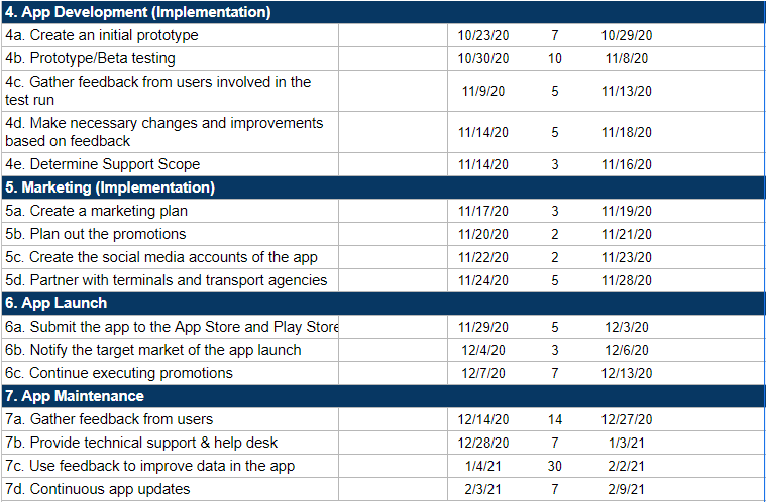 4. App Development (Implementation)
4a. Create an initial prototype 10/23/20 7 10/29/20
4b. Prototype/Beta testing 10/30/20 10 11/8/20
4c. Gather feedback from users involved in the
test run 11/9/20 5 11/13/20
4d. Make necessary changes and improvements
based on feedback 11/14/20 5 11/18/20
4e. Determine Support Scope 11/14/20 3 11/16/20
5. Marketing (Implementation)
5a. Create a marketing plan 11/17/20 3 11/19/20
5b. Plan out the promotions 11/20/20 2 11/21/20
5c. Create the social media accounts of the app 11/22/20 2 11/23/20
5d. Partner with terminals and transport agencies 11/24/20 5 11/28/20
6. App Launch
6a. Submit the app to the App Store and Play Store 11/29/20 5 12/3/20
6b. Notify the target market of the app launch 12/4/20 3 12/6/20
6c. Continue executing promotions 12/7/20 7 12/13/20
7. App Maintenance
7a. Gather feedback from users 12/14/20 14 12/27/20
7b. Provide technical support & help desk 12/28/20 7 1/3/21
7c. Use feedback to improve data in the app 1/4/21 30 2/2/21
7d. Continuous app updates 2/3/21 7 2/9/21